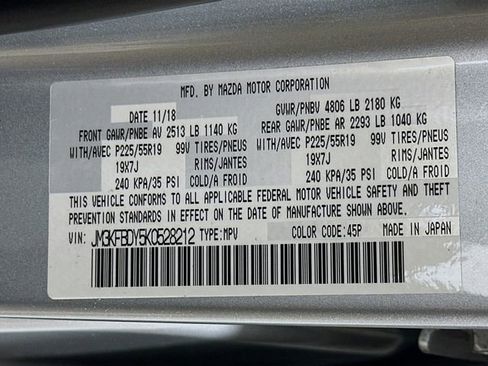 MFD. BY MAZDA MOTOR CORPORATION
DATE 11/18 GVWR/PNBV 4806 LB 2180 KG
FRONT GAWR/PNBE AV 2513 LB 1140 KG REAR GAWR/PNBE AR 2293 LB 1040 KG
WITH/AVEC P225/55R19 99V TIRES/PNEUS WITH/AVEC P225/55R19 99V TIRES/PNEUS
19X7J RIMS/JANTES 19X7J RIMS/JANTES
240 KPA/35 PSI COLD/A FROID 240 KPA/35 PSI COLD/A FROID
THIS VEHICLE CONFORMS TO ALL APPLICABLE FEDERAL MOTOR VEHICLE SAFETY AND THEFT
PREVENTION STANDARDS IN EFFECT ON THE DATE OF MANUFACTURE SHOWN ABOVE.
VIN: JM3KFBDY5K0528212 TYPE:MPV COLOR CODE:45P MADE IN JAPAN